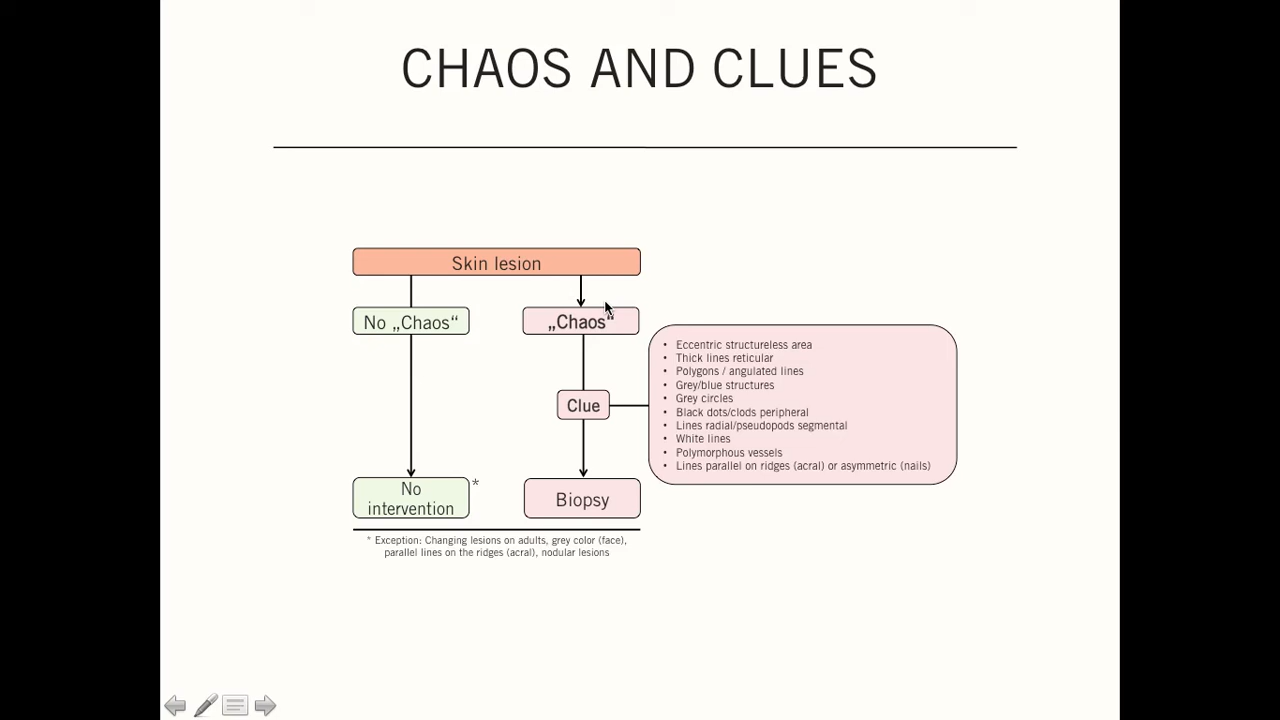 CHAOS AND CLUES
Skin lesion
No „Chaos“
„Chaos“
• Eccentric structureless area
• Thick lines reticular
• Polygons / angulated lines
• Grey/blue structures
• Grey circles
• Black dots/clods peripheral
• Lines radial/pseudopods segmental
• White lines
• Polymorphous vessels
• Lines parallel on ridges (acral) or asymmetric (nails)
Clue
No
intervention
*
Biopsy
* Exception: Changing lesions on adults, grey color (face),
parallel lines on the ridges (acral), nodular lesions